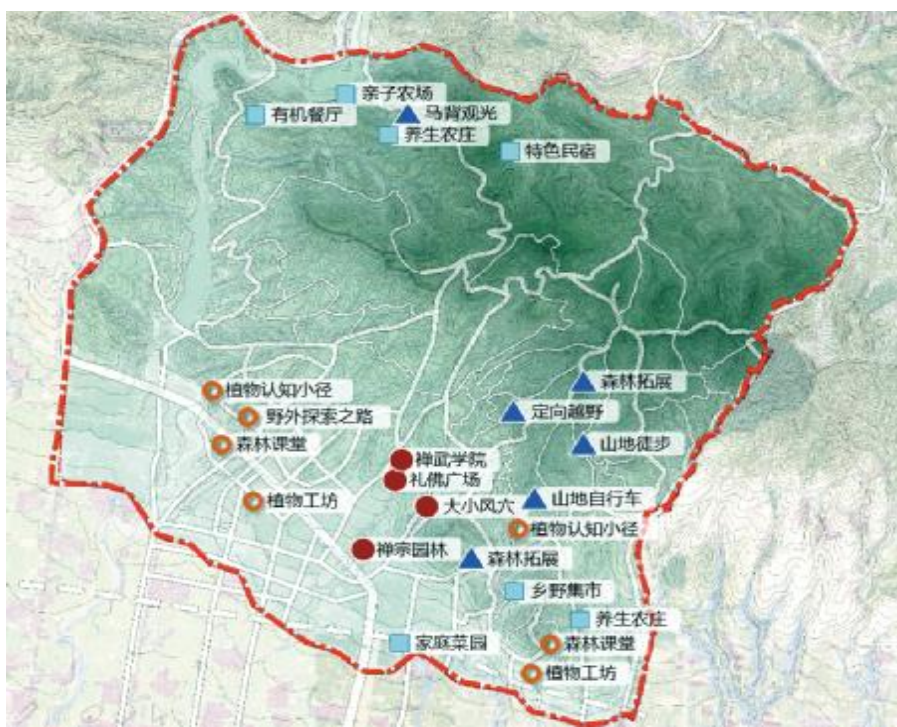 亲子农场
有机餐厅
马背观光
养生农庄
特色民宿
森林拓展
植物认知小径
定向越野
野外探索之路
森林课堂
山地徒步
禅武学院
礼佛广场
植物工坊
大小风穴
山地自行车
植物认知小径
禅宗园林
森林拓展
乡野集市
养生农庄
家庭菜园
森林课堂
植物工坊